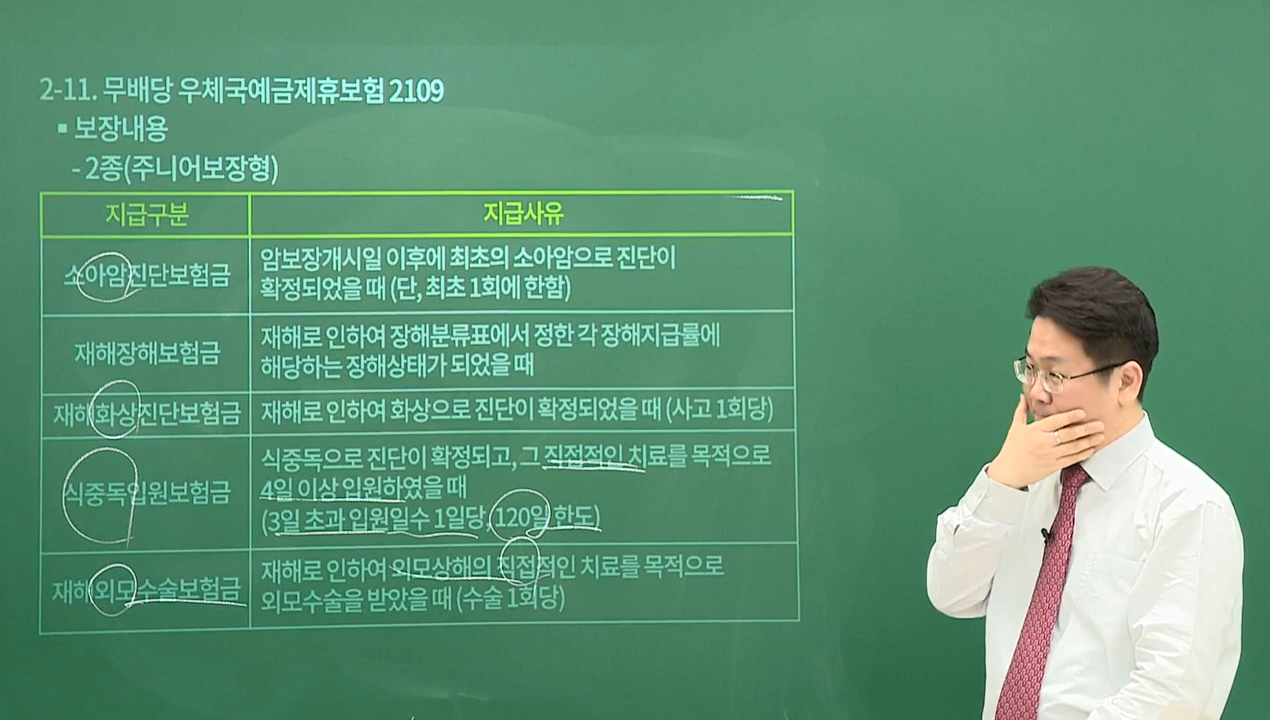 2-11. 무배당 우체국예금제휴보험 2109
▪ 보장내용
- 2종(주니어보장형)
지급구분
지급사유
소아암진단보험금
암보장개시일 이후에 최초의 소아암으로 진단이
확정되었을 때 (단, 최초 1회에 한함)
재해장해보험금
재해로 인하여 장해분류표에서 정한 각 장해지급률에
해당하는 장해상태가 되었을 때
재해화상진단보험금
재해로 인하여 화상으로 진단이 확정되었을 때 (사고 1회당)
식중독입원보험금
식중독으로 진단이 확정되고, 그 직접적인 치료를 목적으로
4일 이상 입원하였을 때
(3일 초과 입원일수 1일당, 120일 한도)
재해외모수술보험금
재해로 인하여 외모상해의 직접적인 치료를 목적으로
외모수술을 받았을 때 (수술 1회당)